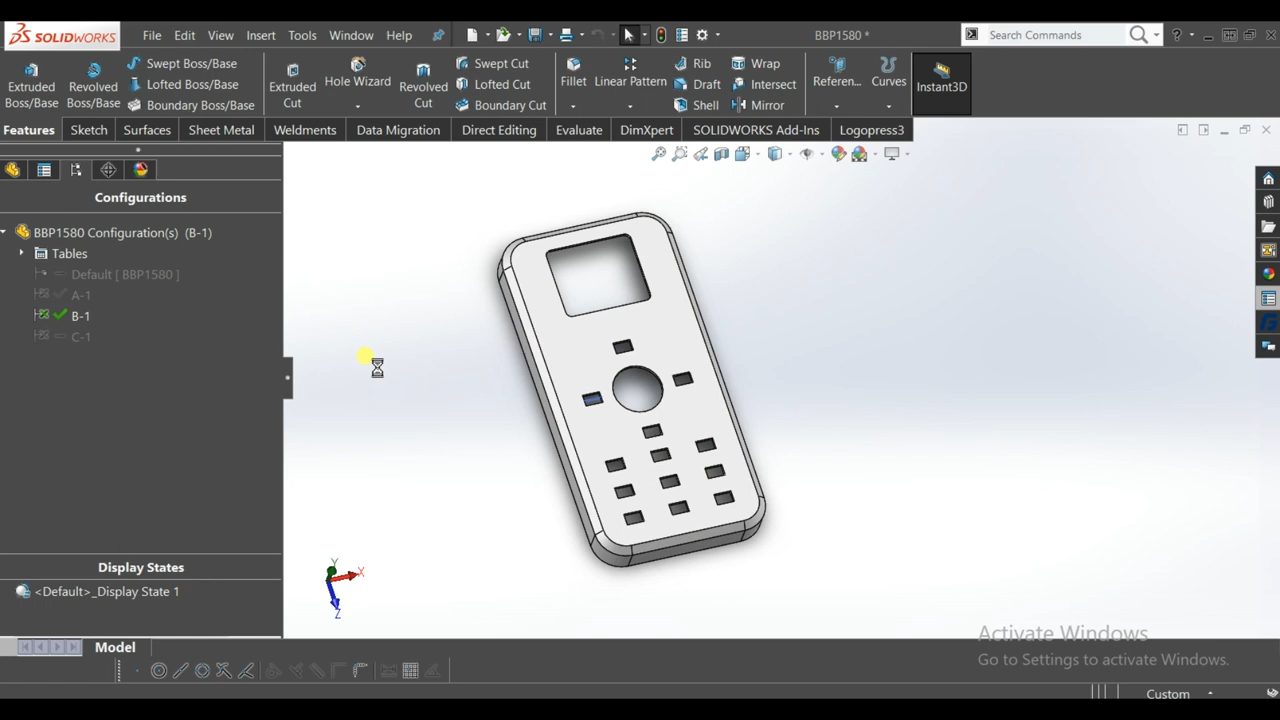 SOLIDWORKS File Edit View Insert Tools Window Help BBP1580 * Search Commands ?
Extruded Boss/Base
Revolved Boss/Base
Swept Boss/Base
Lofted Boss/Base
Boundary Boss/Base
Extruded Cut
Hole Wizard
Revolved Cut
Swept Cut
Lofted Cut
Boundary Cut
Fillet
Linear Pattern
Rib
Draft
Shell
Wrap
Intersect
Mirror
Referen...
Curves
Instant3D
Features Sketch Surfaces Sheet Metal Weldments Data Migration Direct Editing Evaluate DimXpert SOLIDWORKS Add-Ins Logopress3
Configurations
BBP1580 Configuration(s) (B-1)
Tables
Default [ BBP1580 ]
A-1
B-1
C-1
Display States
<Default>_Display State 1
Y
X
Z
Activate Windows
Go to Settings to activate Windows.
Model
Custom